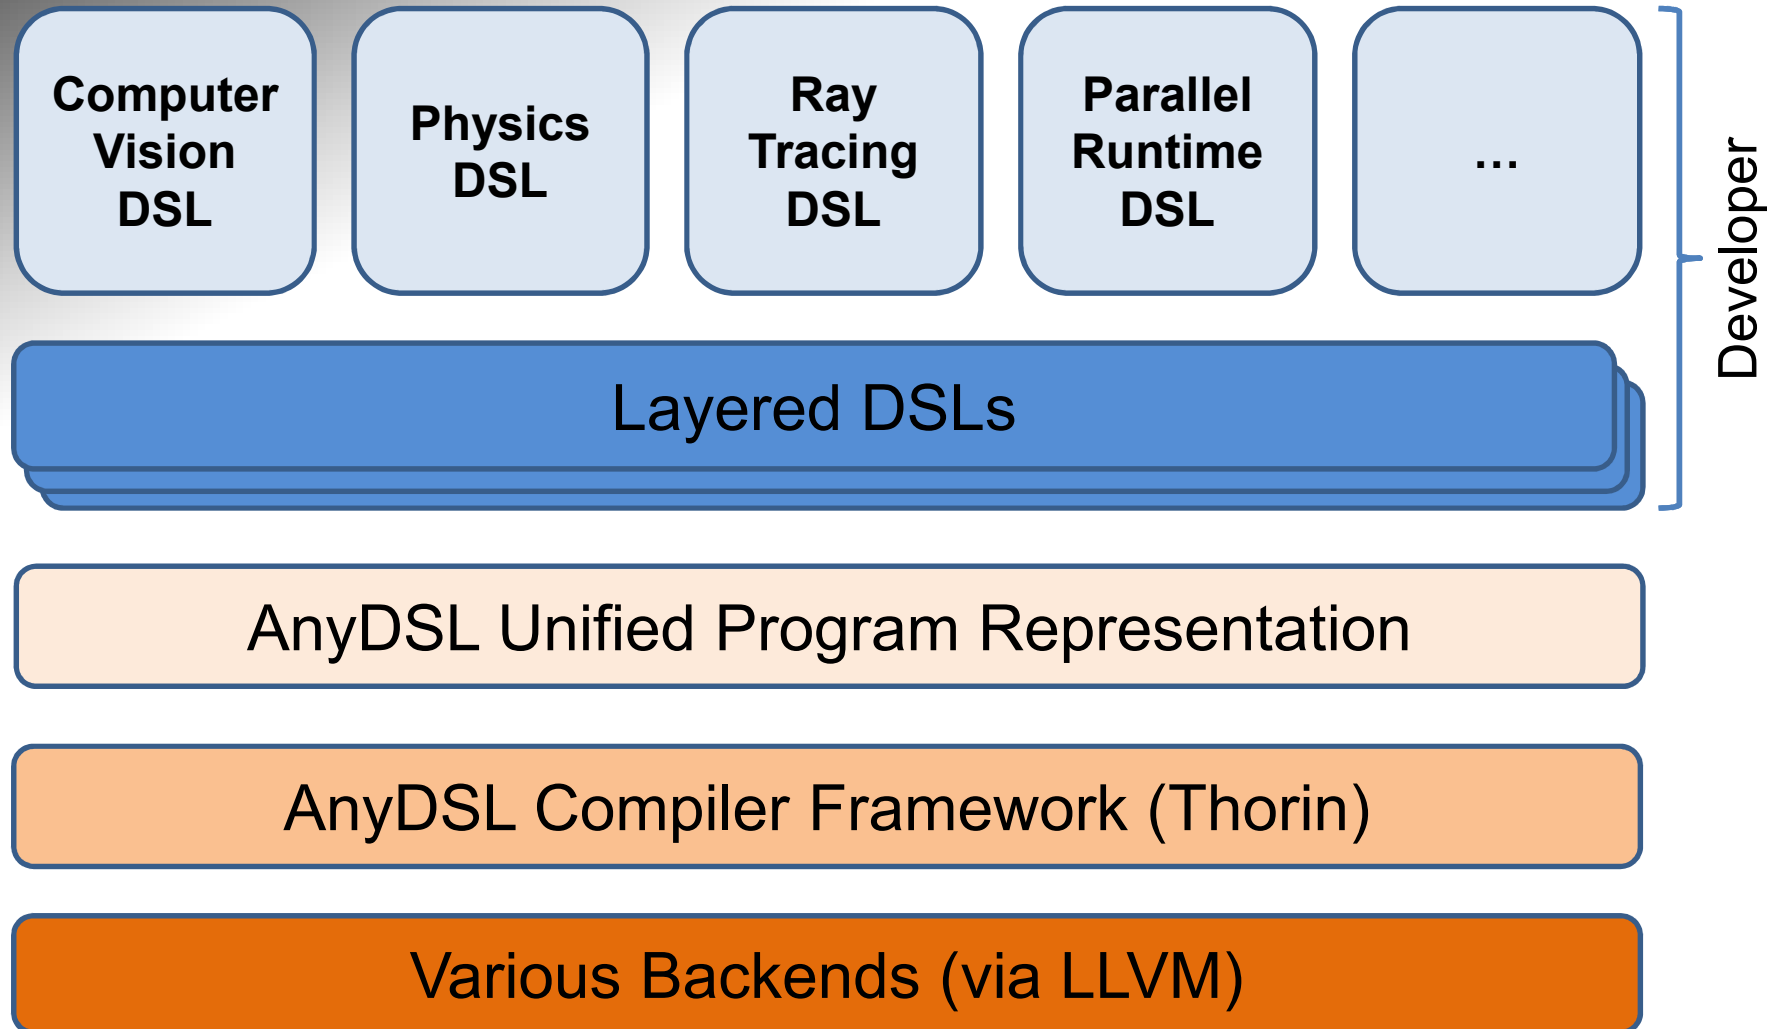 Computer
Vision
DSL
Physics
DSL
Ray
Tracing
DSL
Parallel
Runtime
DSL
...
Developer
Layered DSLs
AnyDSL Unified Program Representation
AnyDSL Compiler Framework (Thorin)
Various Backends (via LLVM)